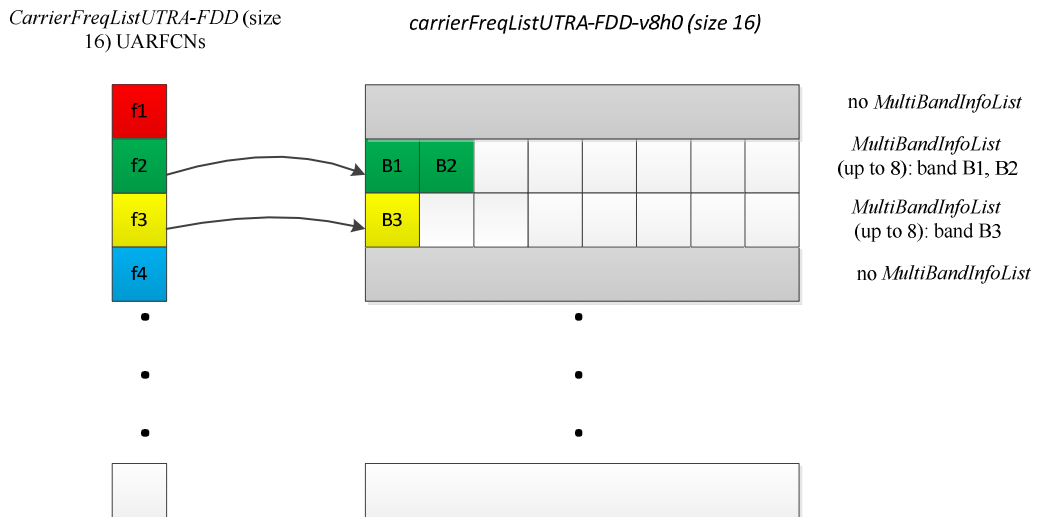 CarrierFreqListUTRA-FDD (size
16) UARFCNs
carrierFreqListUTRA-FDD-v8h0 (size 16)
f1
no MultiBandInfoList
f2
B1
B2
MultiBandInfoList
(up to 8): band B1, B2
f3
B3
MultiBandInfoList
(up to 8): band B3
f4
no MultiBandInfoList